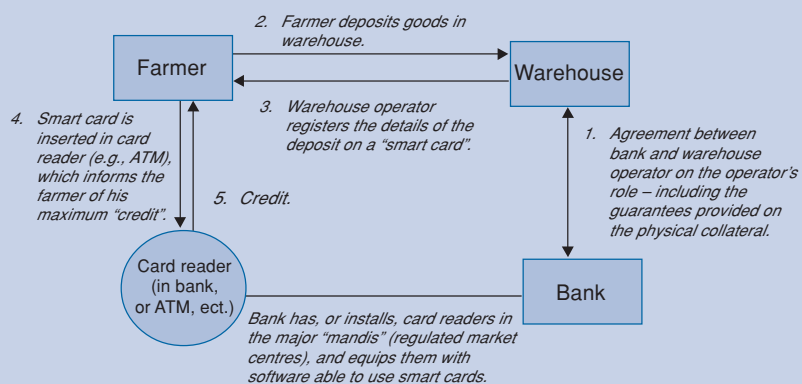 2. Farmer deposits goods in
warehouse.
Farmer
Warehouse
3. Warehouse operator
registers the details of the
deposit on a “smart card”.
4. Smart card is
inserted in card
reader (e.g., ATM),
which informs the
farmer of his
maximum “credit”.
5. Credit.
1. Agreement between
bank and warehouse
operator on the operator’s
role – including the
guarantees provided on
the physical collateral.
Card reader
(in bank,
or ATM, ect.)
Bank
Bank has, or installs, card readers in
the major “mandis” (regulated market
centres), and equips them with
software able to use smart cards.